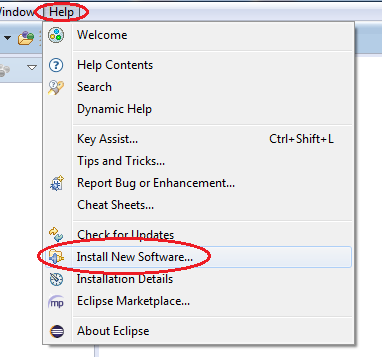 Window Help
Welcome
Help Contents
Search
Dynamic Help
Key Assist... Ctrl+Shift+L
Tips and Tricks...
Report Bug or Enhancement...
Cheat Sheets...
Check for Updates
Install New Software...
Installation Details
mp Eclipse Marketplace...
About Eclipse